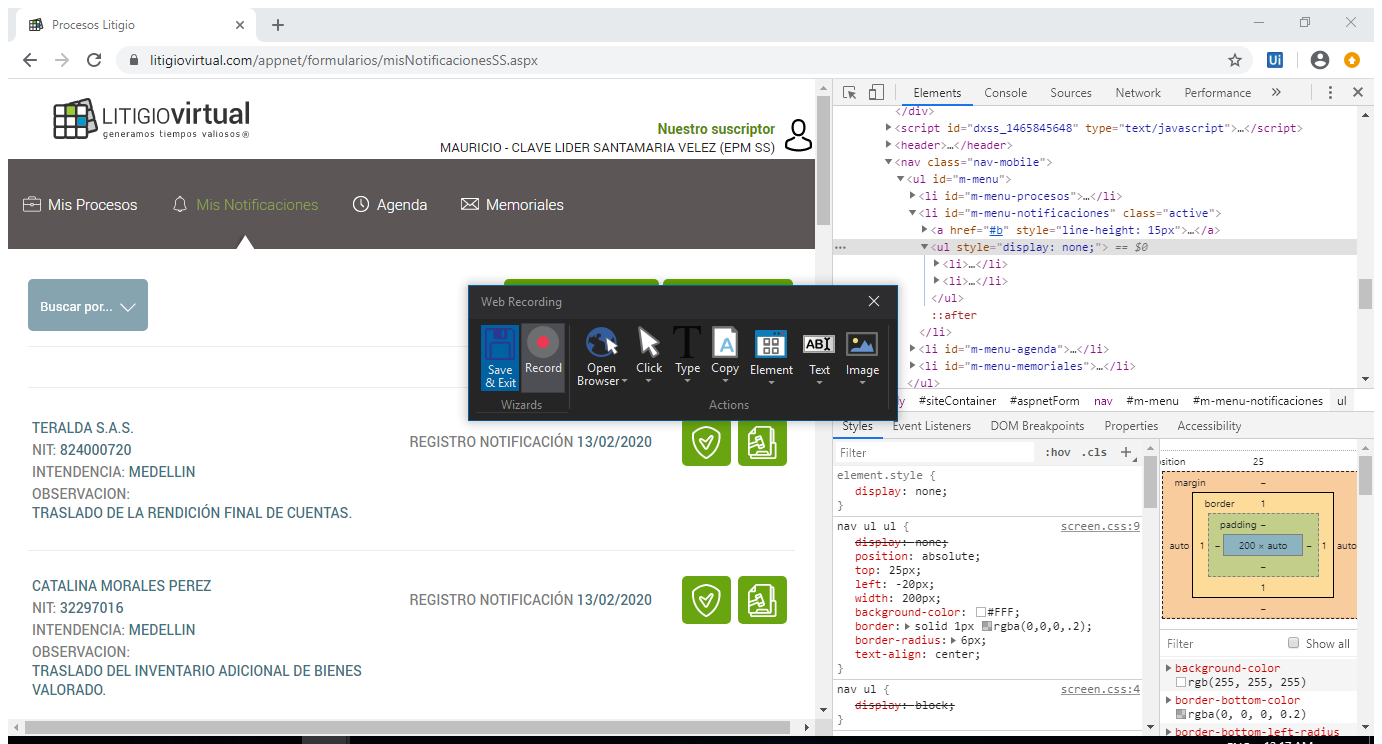 Procesos Litigio
litigiovirtual.com/appnet/formularios/misNotificacionesSS.aspx
Ui
LITIGIOvirtual
generamos tiempos valiosos®
Nuestro suscriptor
MAURICIO - CLAVE LIDER SANTAMARIA VELEZ (EPM SS)
Mis Procesos
Mis Notificaciones
Agenda
Memoriales
Buscar por...
Web Recording
Save & Exit
Record
Open Browser
Click
Type
Copy
Element
Text
Image
Wizards
Actions
TERALDA S.A.S.
NIT: 824000720
INTENDENCIA: MEDELLIN
OBSERVACION:
TRASLADO DE LA RENDICIÓN FINAL DE CUENTAS.
REGISTRO NOTIFICACIÓN 13/02/2020
CATALINA MORALES PEREZ
NIT: 32297016
INTENDENCIA: MEDELLIN
OBSERVACION:
TRASLADO DEL INVENTARIO ADICIONAL DE BIENES
VALORADO.
REGISTRO NOTIFICACIÓN 13/02/2020
Elements Console Sources Network Performance »
</div>
<script id="dxss_1465845648" type="text/javascript">…</script>
<header>…</header>
<nav class="nav-mobile">
<ul id="m-menu">
<li id="m-menu-procesos">…</li>
<li id="m-menu-notificaciones" class="active">
<a href="#b" style="line-height: 15px">…</a>
<ul style="display: none;"> == $0
<li>…</li>
<li>…</li>
</ul>
::after
</li>
<li id="m-menu-agenda">…</li>
<li id="m-menu-memoriales">…</li>
</ul>
#siteContainer #aspnetForm nav #m-menu #m-menu-notificaciones ul
Styles Event Listeners DOM Breakpoints Properties Accessibility
Filter :hov .cls +
element.style {
display: none;
}
nav ul ul { screen.css:9
display: none;
position: absolute;
top: 25px;
left: -20px;
width: 200px;
background-color: #FFF;
border: solid 1px rgba(0,0,0,.2);
border-radius: 6px;
text-align: center;
}
nav ul { screen.css:4
display: block;
}
sition 25
margin –
border 1
padding –
auto 1 – 200 × auto – 1 auto
–
1
–
Filter Show all
background-color
rgb(255, 255, 255)
border-bottom-color
rgba(0, 0, 0, 0.2)
border-bottom-left-radius